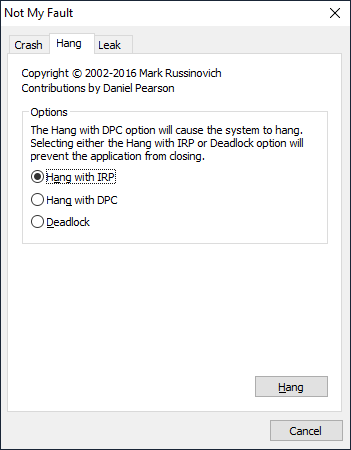 Not My Fault
Crash Hang Leak
Copyright © 2002-2016 Mark Russinovich
Contributions by Daniel Pearson
Options
The Hang with DPC option will cause the system to hang.
Selecting either the Hang with IRP or Deadlock option will
prevent the application from closing.
Hang with IRP
Hang with DPC
Deadlock
Hang
Cancel